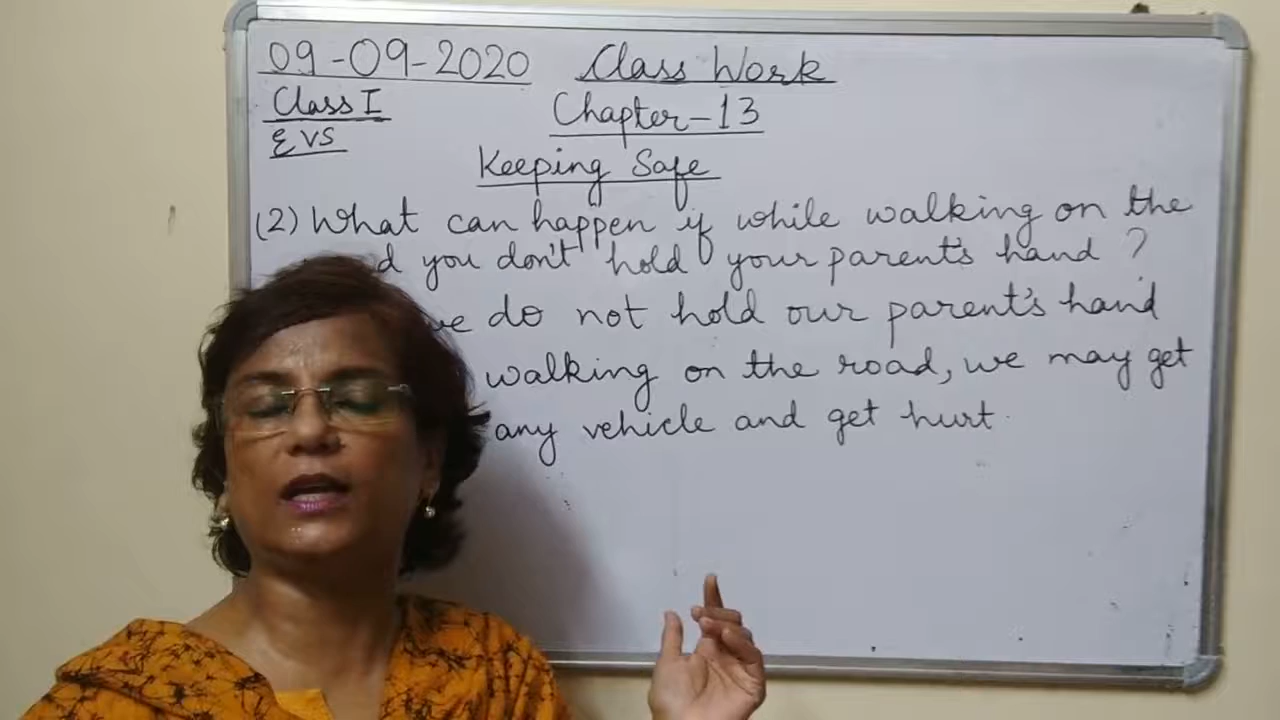 09-09-2020 Class Work
Class I Chapter-13
EVS
Keeping Safe
(2) What can happen if while walking on the
you don't hold your parent's hand ?
we do not hold our parent's hand
walking on the road, we may get
any vehicle and get hurt.